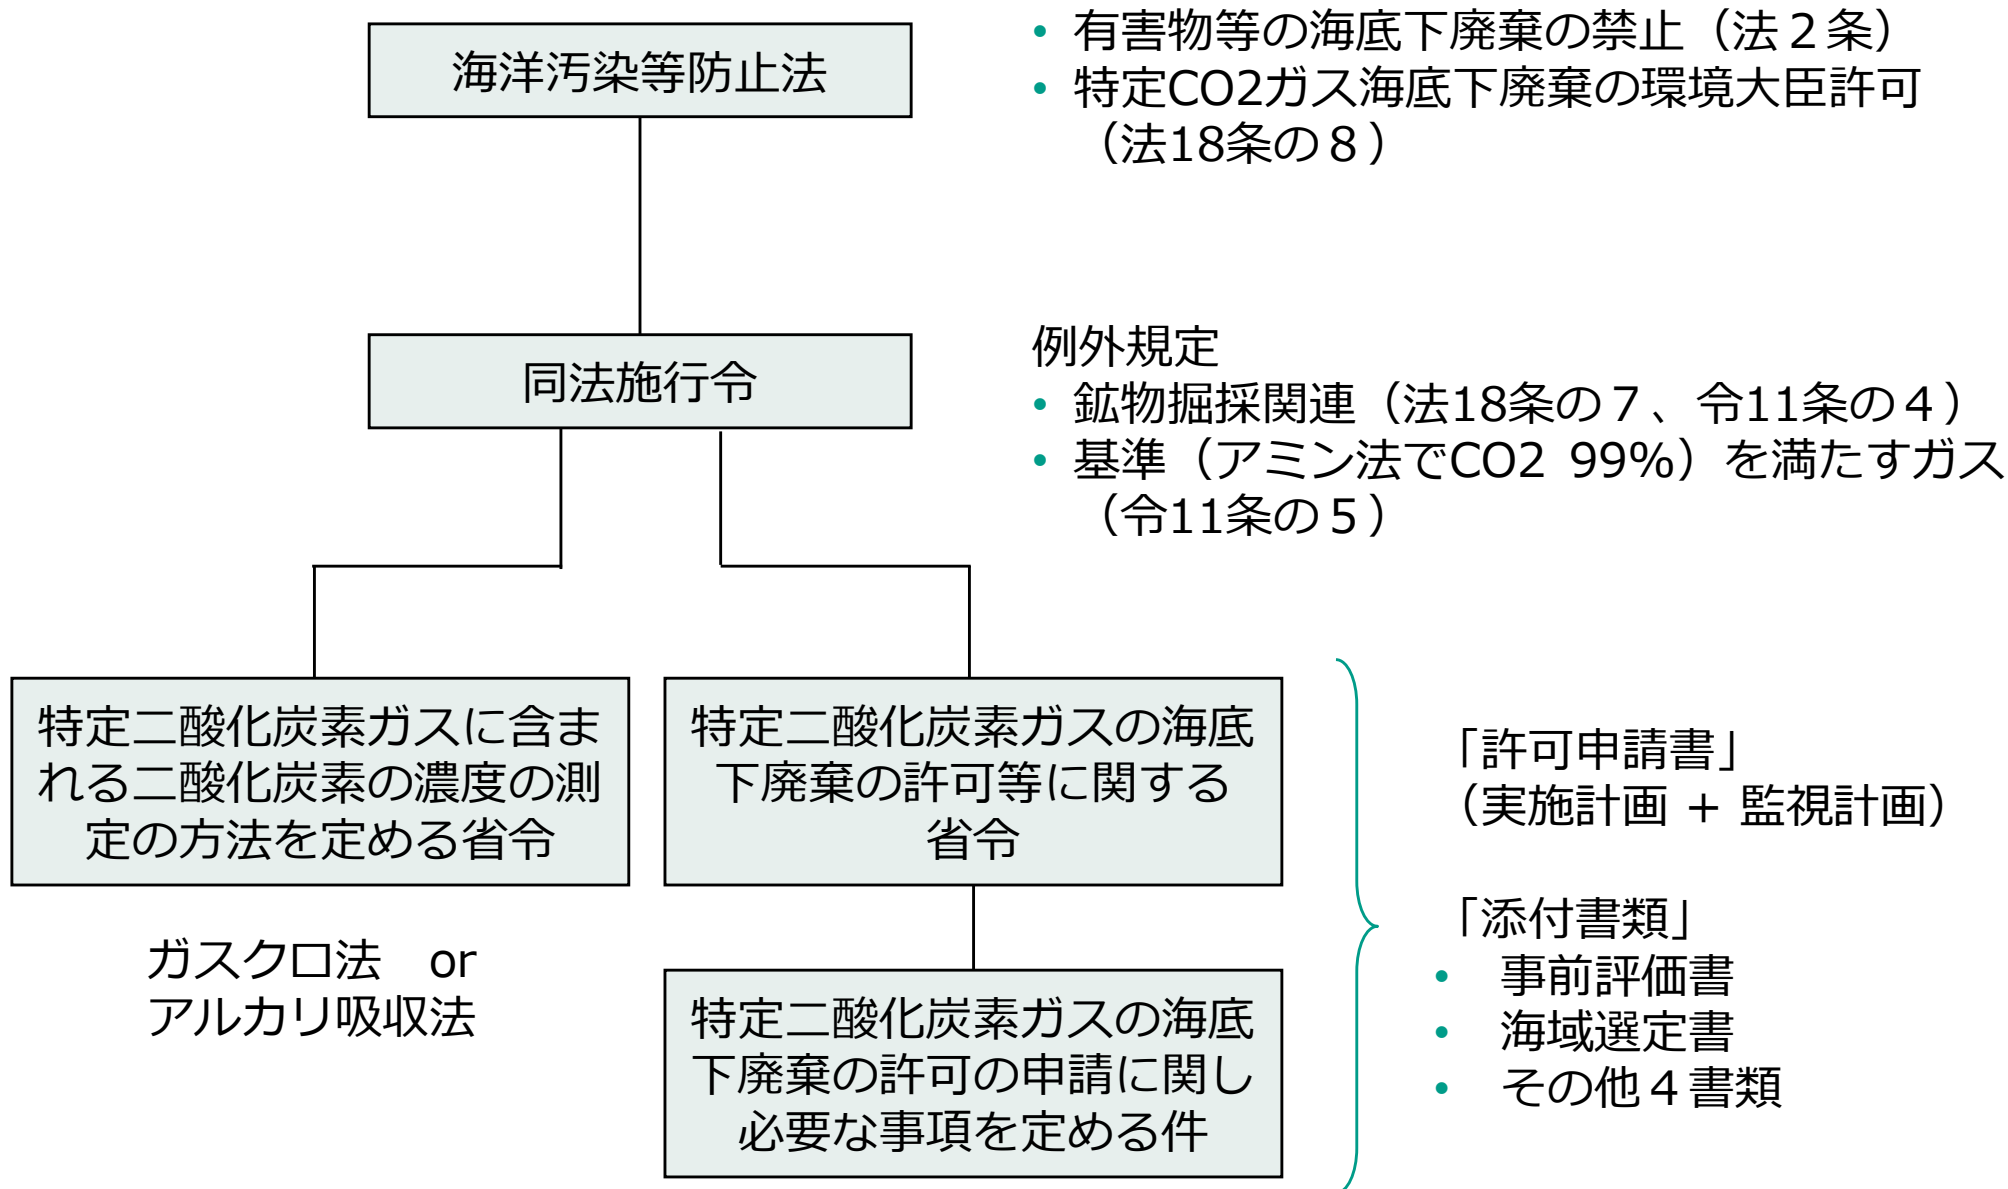 海洋汚染等防止法
• 有害物等の海底下廃棄の禁止（法２条）
• 特定CO2ガス海底下廃棄の環境大臣許可
（法18条の８）
同法施行令
例外規定
• 鉱物掘採関連（法18条の７、令11条の４）
• 基準（アミン法でCO2 99%）を満たすガス
（令11条の５）
特定二酸化炭素ガスに含ま
れる二酸化炭素の濃度の測
定の方法を定める省令
ガスクロ法　or
アルカリ吸収法
特定二酸化炭素ガスの海底
下廃棄の許可等に関する
省令
特定二酸化炭素ガスの海底
下廃棄の許可の申請に関し
必要な事項を定める件
「許可申請書」
（実施計画 + 監視計画）
「添付書類」
• 事前評価書
• 海域選定書
• その他４書類